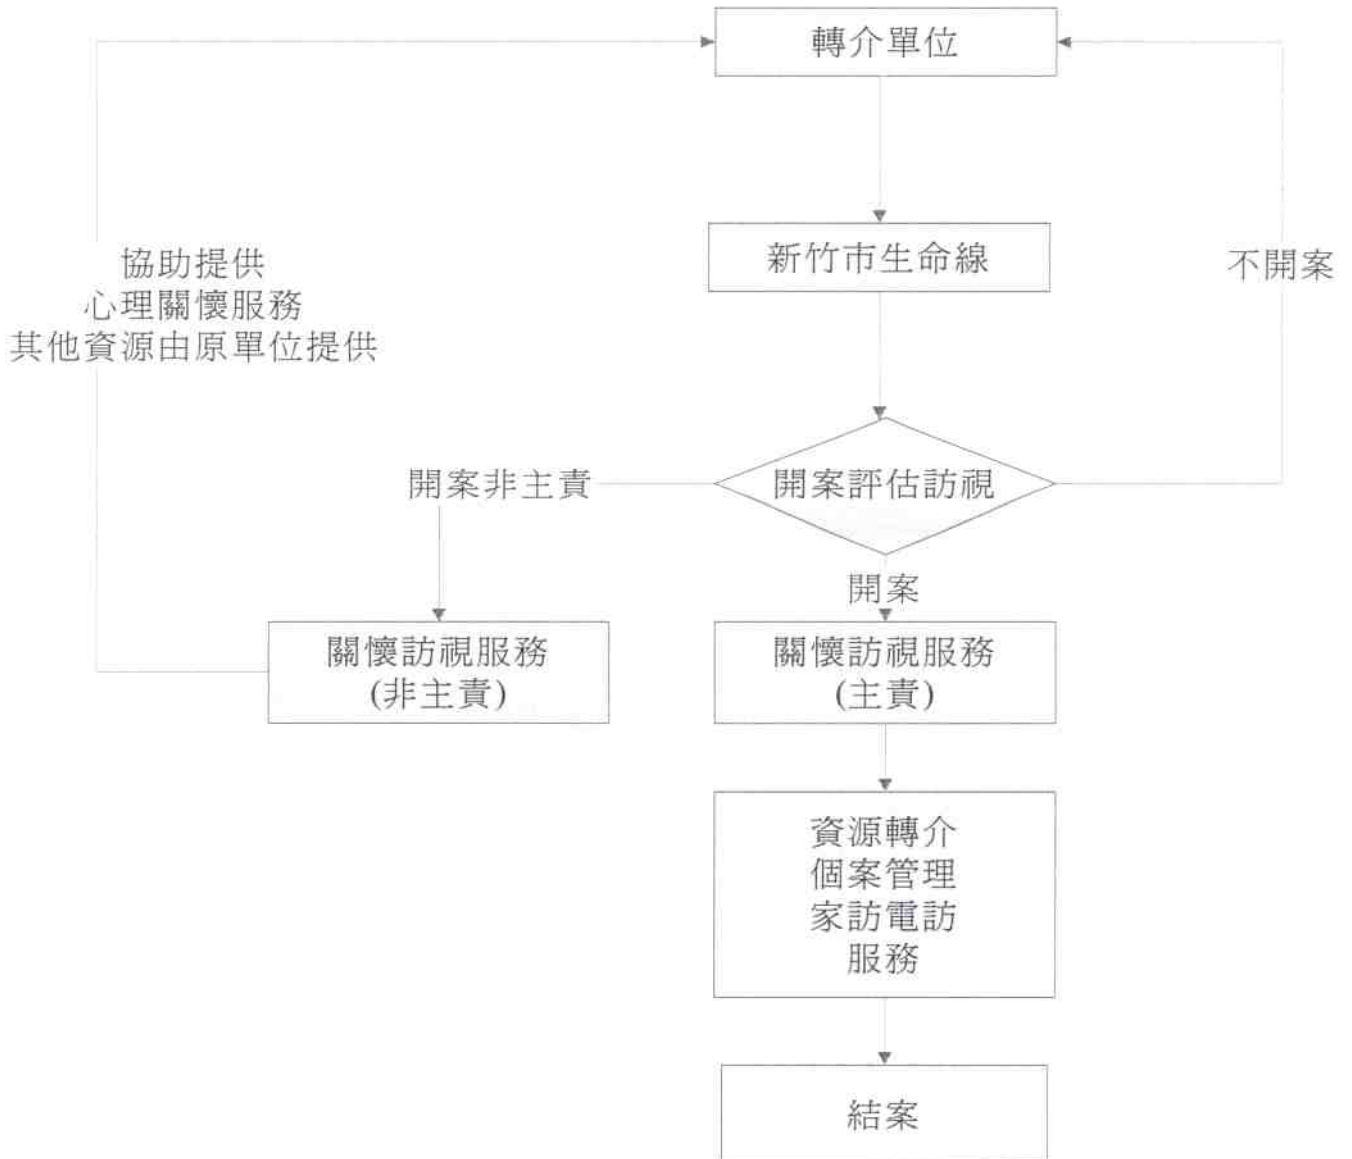 轉介單位
新竹市生命線
不開案
協助提供
心理關懷服務
其他資源由原單位提供
開案非主責
開案評估訪視
開案
關懷訪視服務
(非主責)
關懷訪視服務
(主責)
資源轉介
個案管理
家訪電訪
服務
結案